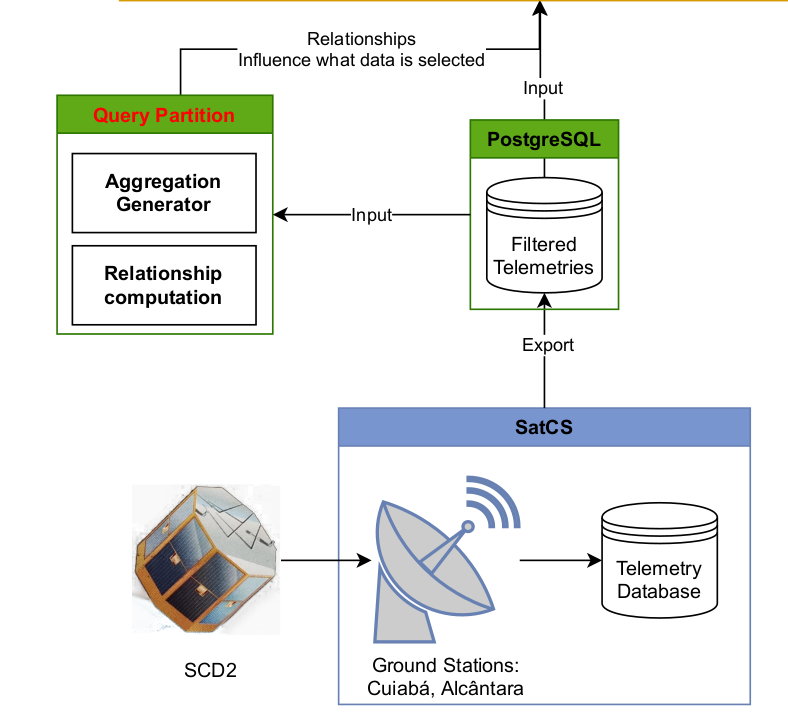 Relationships
Influence what data is selected
Input
Query Partition
PostgreSQL
Aggregation
Generator
Input
Filtered
Telemetries
Relationship
computation
Export
SatCS
Telemetry
Database
SCD2
Ground Stations:
Cuiabá, Alcântara